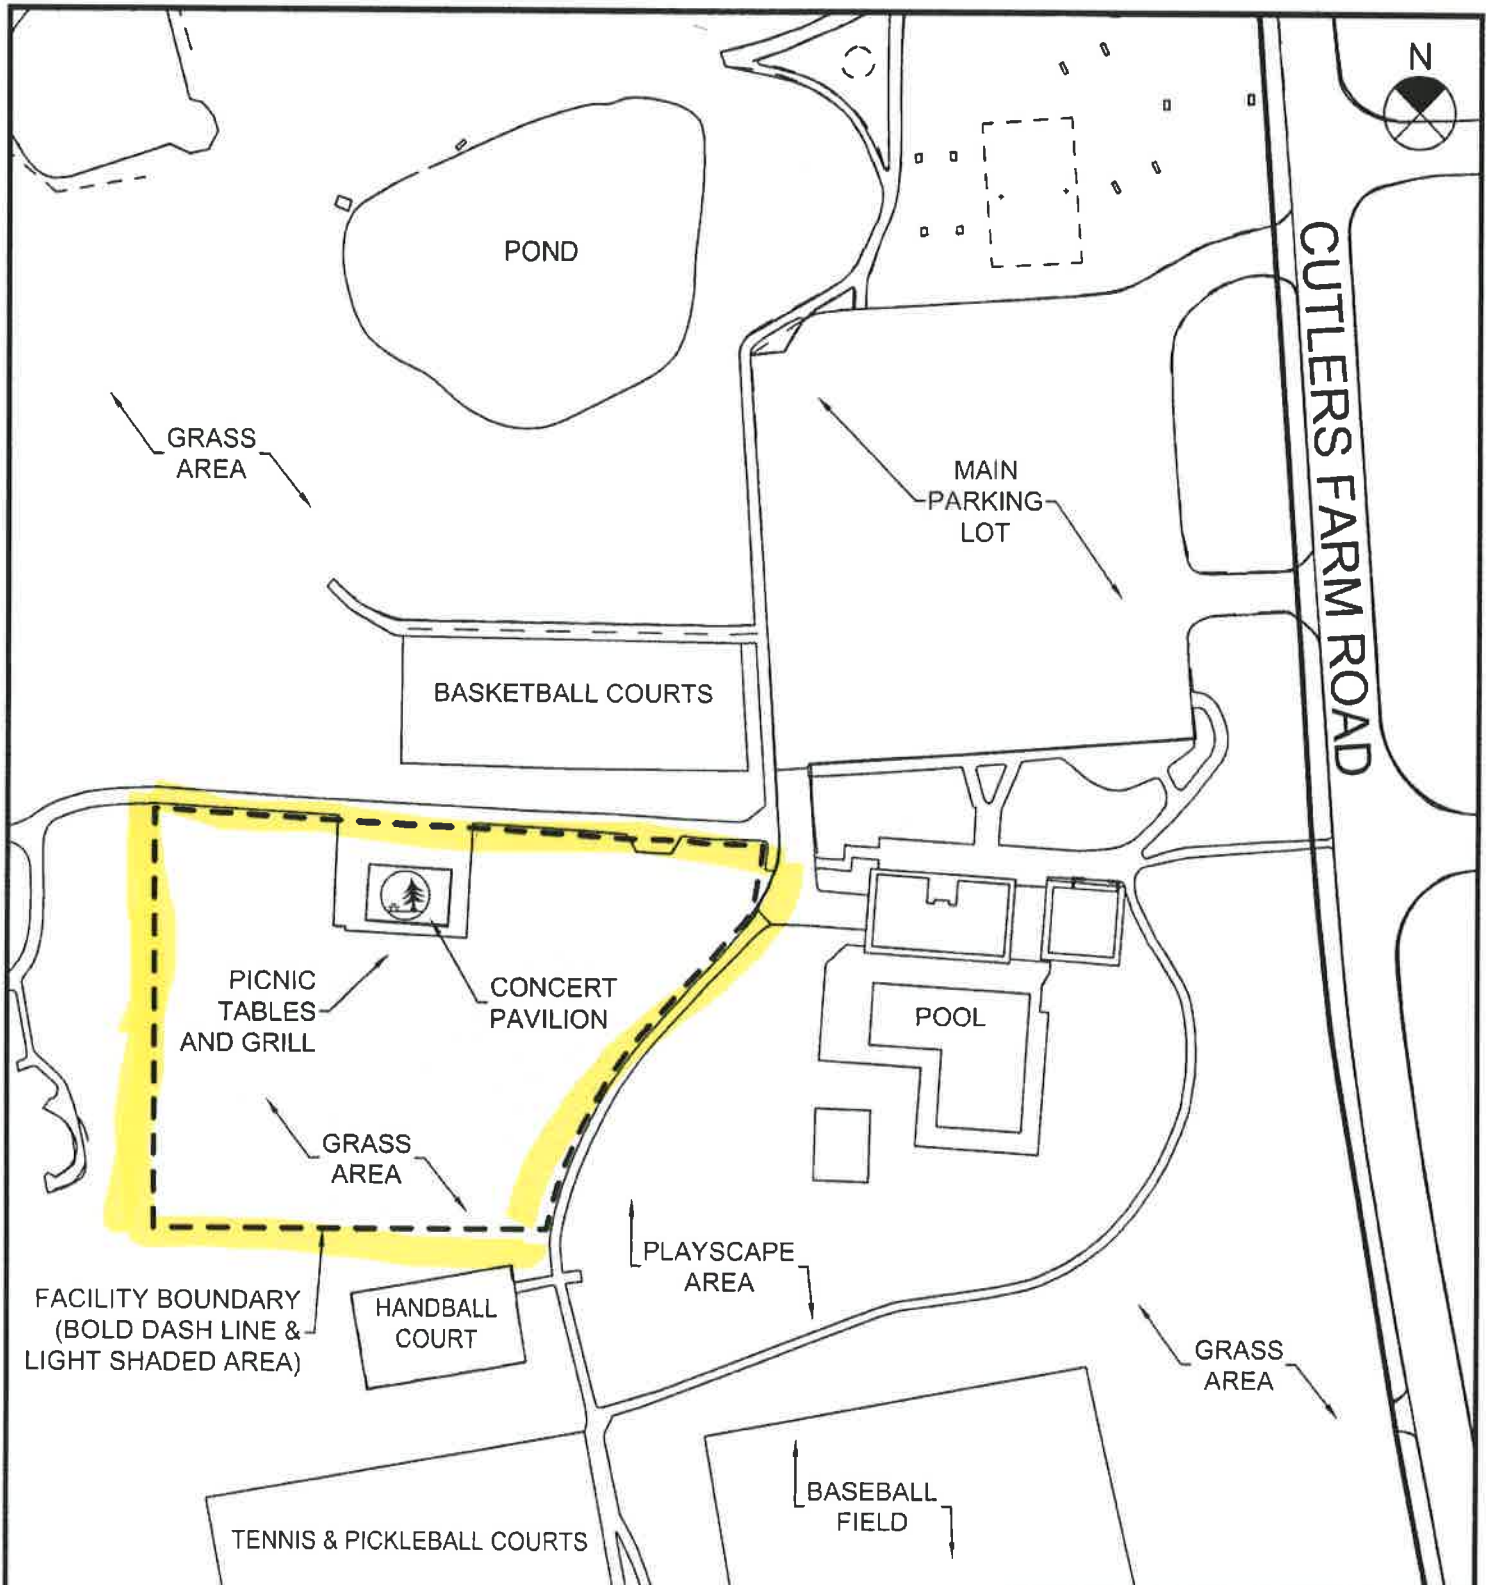 N
POND
CUTLERS FARM ROAD
GRASS
AREA
MAIN
PARKING
LOT
BASKETBALL COURTS
PICNIC
TABLES
AND GRILL
CONCERT
PAVILION
POOL
GRASS
AREA
PLAYSCAPE
AREA
FACILITY BOUNDARY
(BOLD DASH LINE &
LIGHT SHADED AREA)
HANDBALL
COURT
GRASS
AREA
BASEBALL
FIELD
TENNIS & PICKLEBALL COURTS